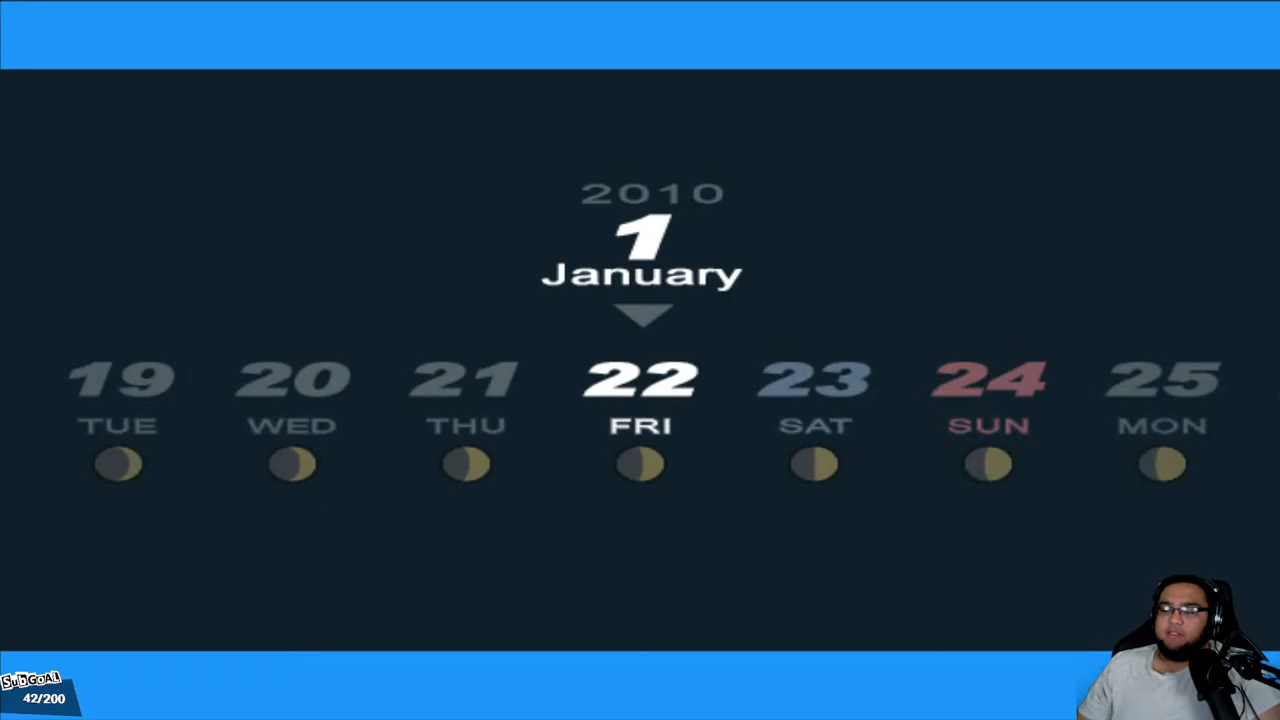 2010
1
January
19 20 21 22 23 24 25
TUE WED THU FRI SAT SUN MON
SubGOAL
42/200